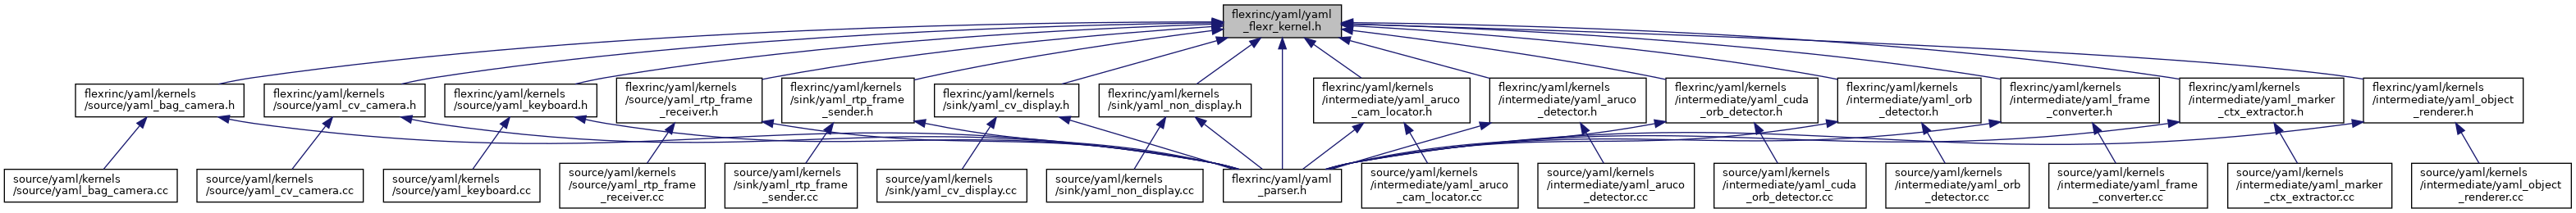 flexrinc/yaml/yaml
_flexr_kernel.h
flexrinc/yaml/kernels
/source/yaml_bag_camera.h
flexrinc/yaml/kernels
/source/yaml_cv_camera.h
flexrinc/yaml/kernels
/source/yaml_keyboard.h
flexrinc/yaml/kernels
/source/yaml_rtp_frame
_receiver.h
flexrinc/yaml/kernels
/sink/yaml_rtp_frame
_sender.h
flexrinc/yaml/kernels
/sink/yaml_cv_display.h
flexrinc/yaml/kernels
/sink/yaml_non_display.h
flexrinc/yaml/kernels
/intermediate/yaml_aruco
_cam_locator.h
flexrinc/yaml/kernels
/intermediate/yaml_aruco
_detector.h
flexrinc/yaml/kernels
/intermediate/yaml_cuda
_orb_detector.h
flexrinc/yaml/kernels
/intermediate/yaml_orb
_detector.h
flexrinc/yaml/kernels
/intermediate/yaml_frame
_converter.h
flexrinc/yaml/kernels
/intermediate/yaml_marker
_ctx_extractor.h
flexrinc/yaml/kernels
/intermediate/yaml_object
_renderer.h
source/yaml/kernels
/source/yaml_bag_camera.cc
source/yaml/kernels
/source/yaml_cv_camera.cc
source/yaml/kernels
/source/yaml_keyboard.cc
source/yaml/kernels
/source/yaml_rtp_frame
_receiver.cc
source/yaml/kernels
/sink/yaml_rtp_frame
_sender.cc
source/yaml/kernels
/sink/yaml_cv_display.cc
source/yaml/kernels
/sink/yaml_non_display.cc
flexrinc/yaml/yaml
_parser.h
source/yaml/kernels
/intermediate/yaml_aruco
_cam_locator.cc
source/yaml/kernels
/intermediate/yaml_aruco
_detector.cc
source/yaml/kernels
/intermediate/yaml_cuda
_orb_detector.cc
source/yaml/kernels
/intermediate/yaml_orb
_detector.cc
source/yaml/kernels
/intermediate/yaml_frame
_converter.cc
source/yaml/kernels
/intermediate/yaml_marker
_ctx_extractor.cc
source/yaml/kernels
/intermediate/yaml_object
_renderer.cc